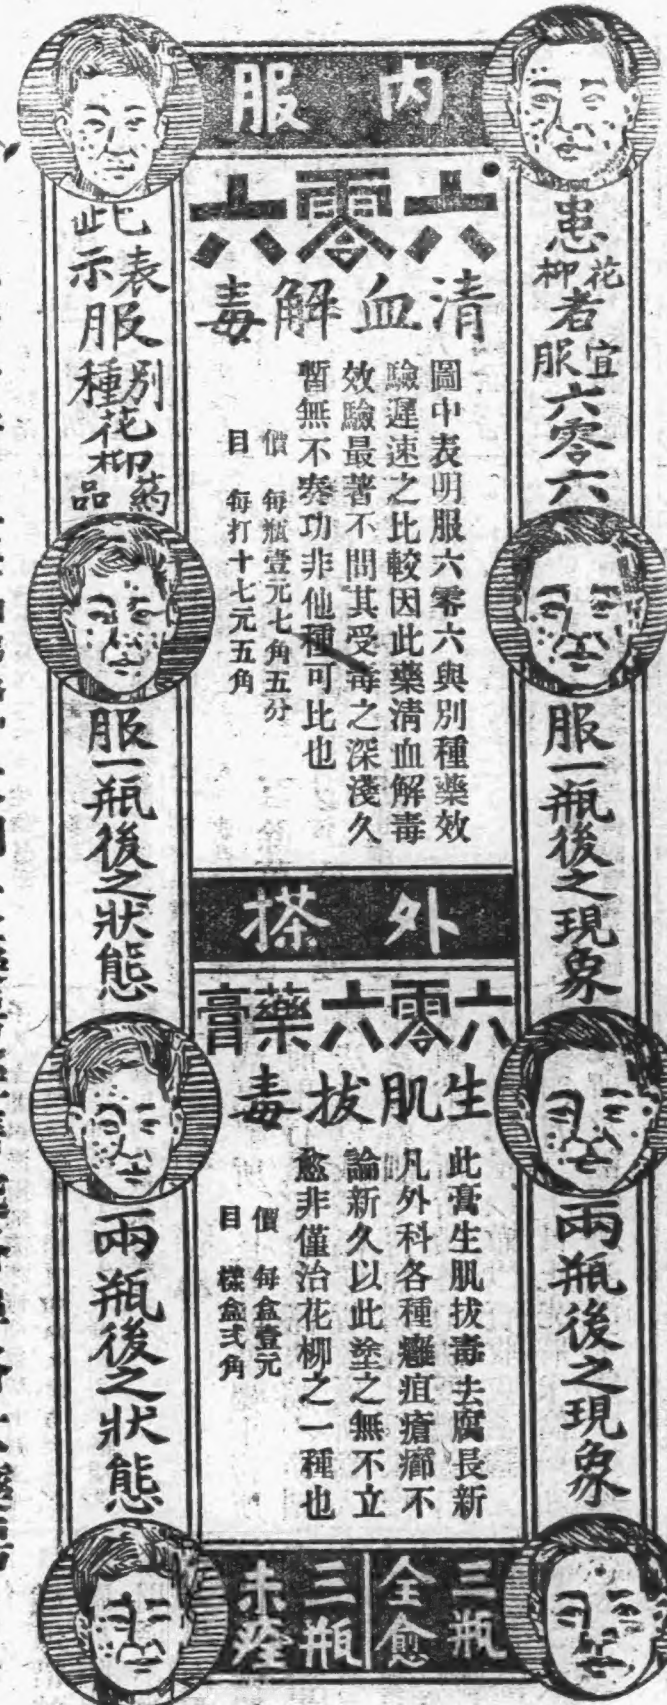 內服
六零六
清血解毒
圖中表明服六零六與別種藥效
驗遲速之比較因此藥清血解毒
效驗最著不問其受毒之深淺久
暫無不奏功非他種可比也
價 每瓶壹元七角五分
目 每打十七元五角
外搽
六零六藥膏
生肌拔毒
此膏生肌拔毒去腐長新
凡外科各種癰疽瘡癤不
論新久以此塗之無不立
愈非僅治花柳之一種也
價 每盒壹元
目 樣盒弍角
患花柳者宜服六零六
服一瓶後之現象
兩瓶後之現象
三瓶全愈
此表示服別種花柳藥品
服一瓶後之狀態
兩瓶後之狀態
三瓶未痊